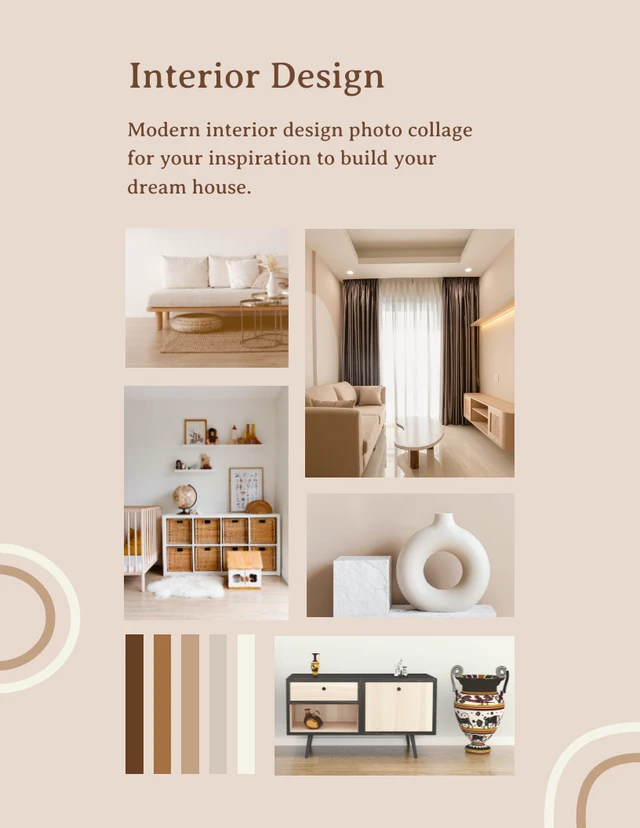 Interior Design
Modern interior design photo collage
for your inspiration to build your
dream house.